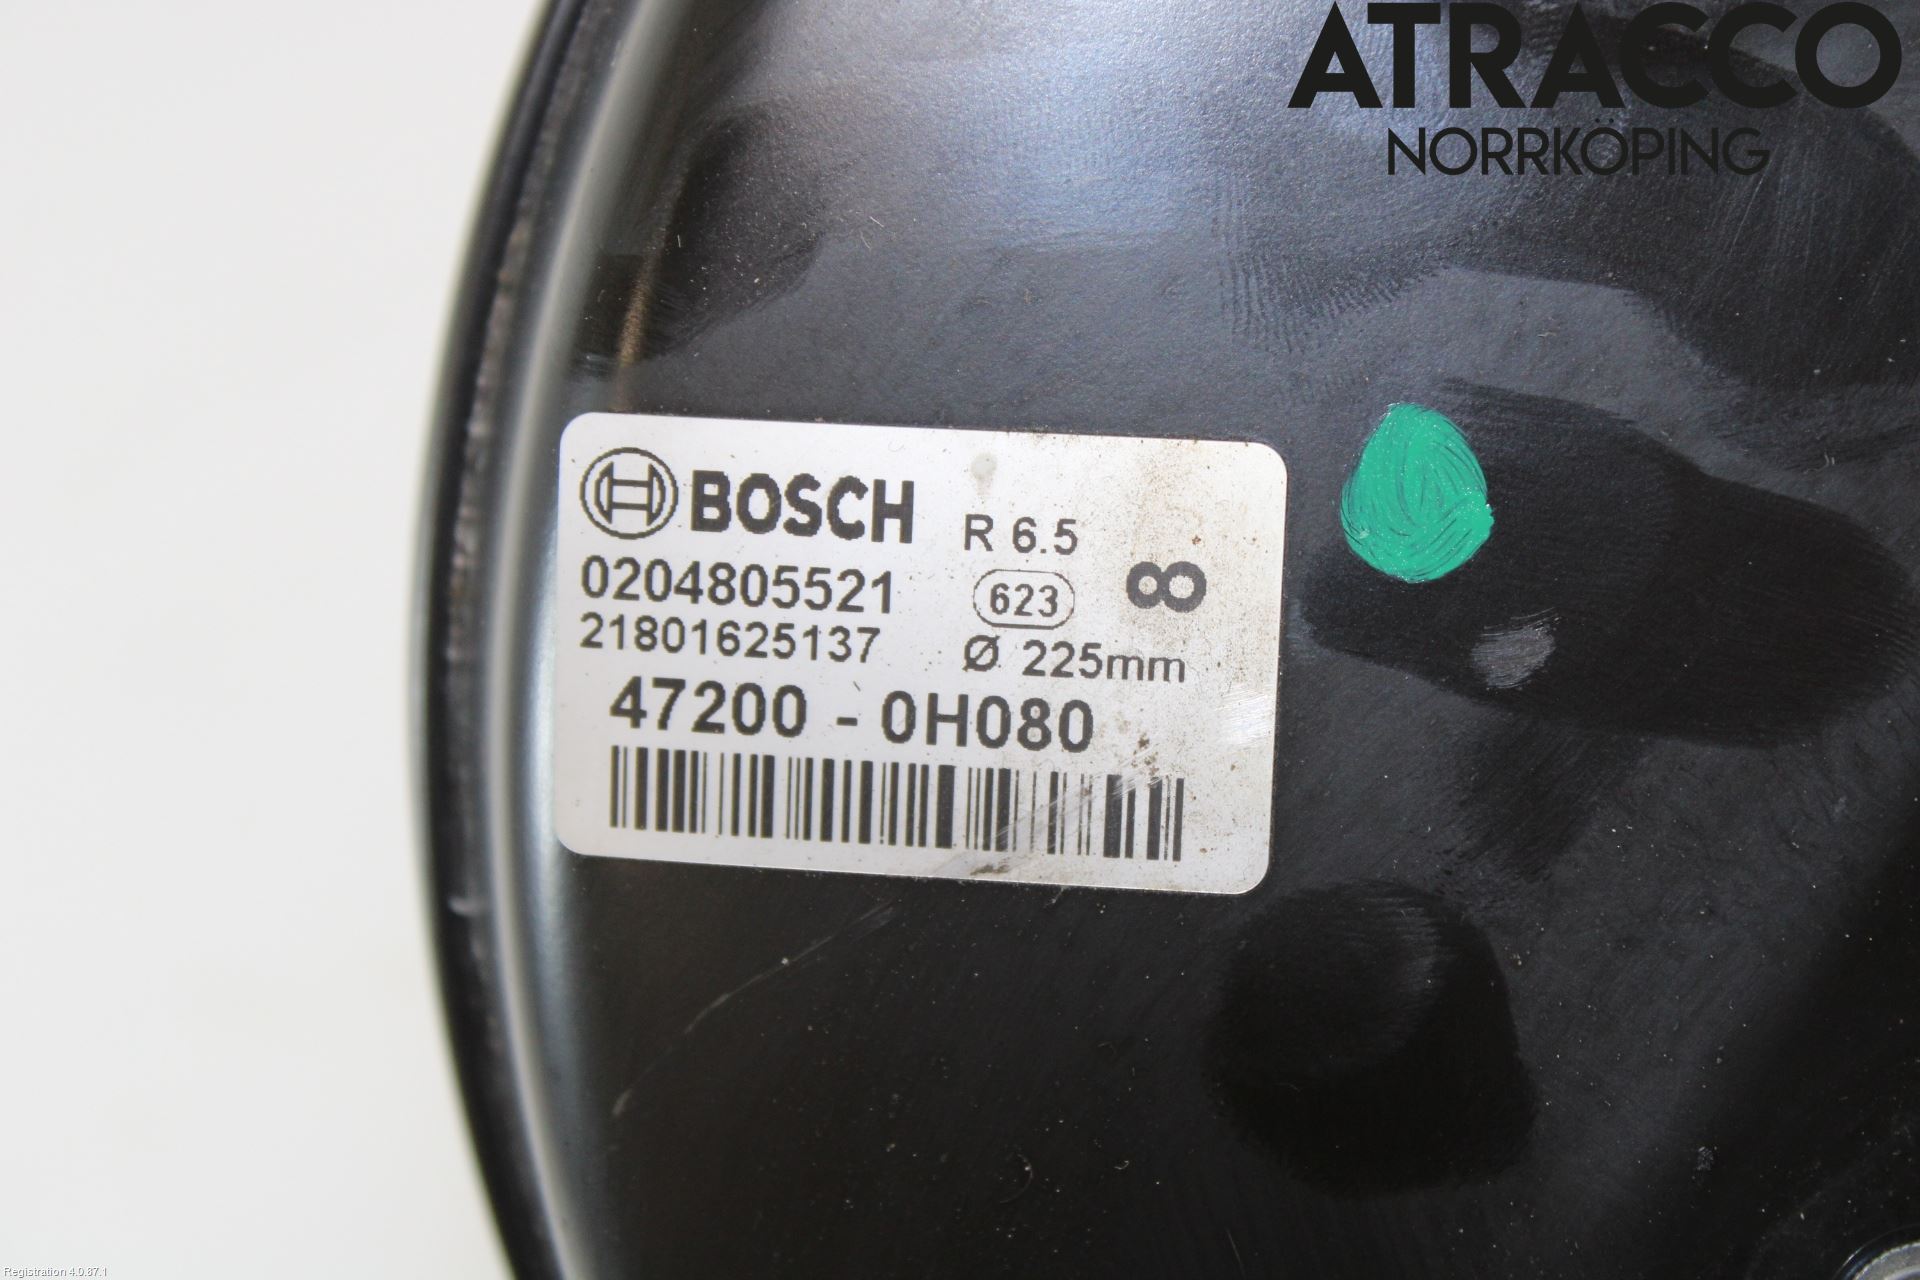 ATRACCO
NORRKÖPING
BOSCH R 6.5
0204805521 623 8
21801625137 Ø 225mm
47200 - 0H080
Registration 4.0.87.1